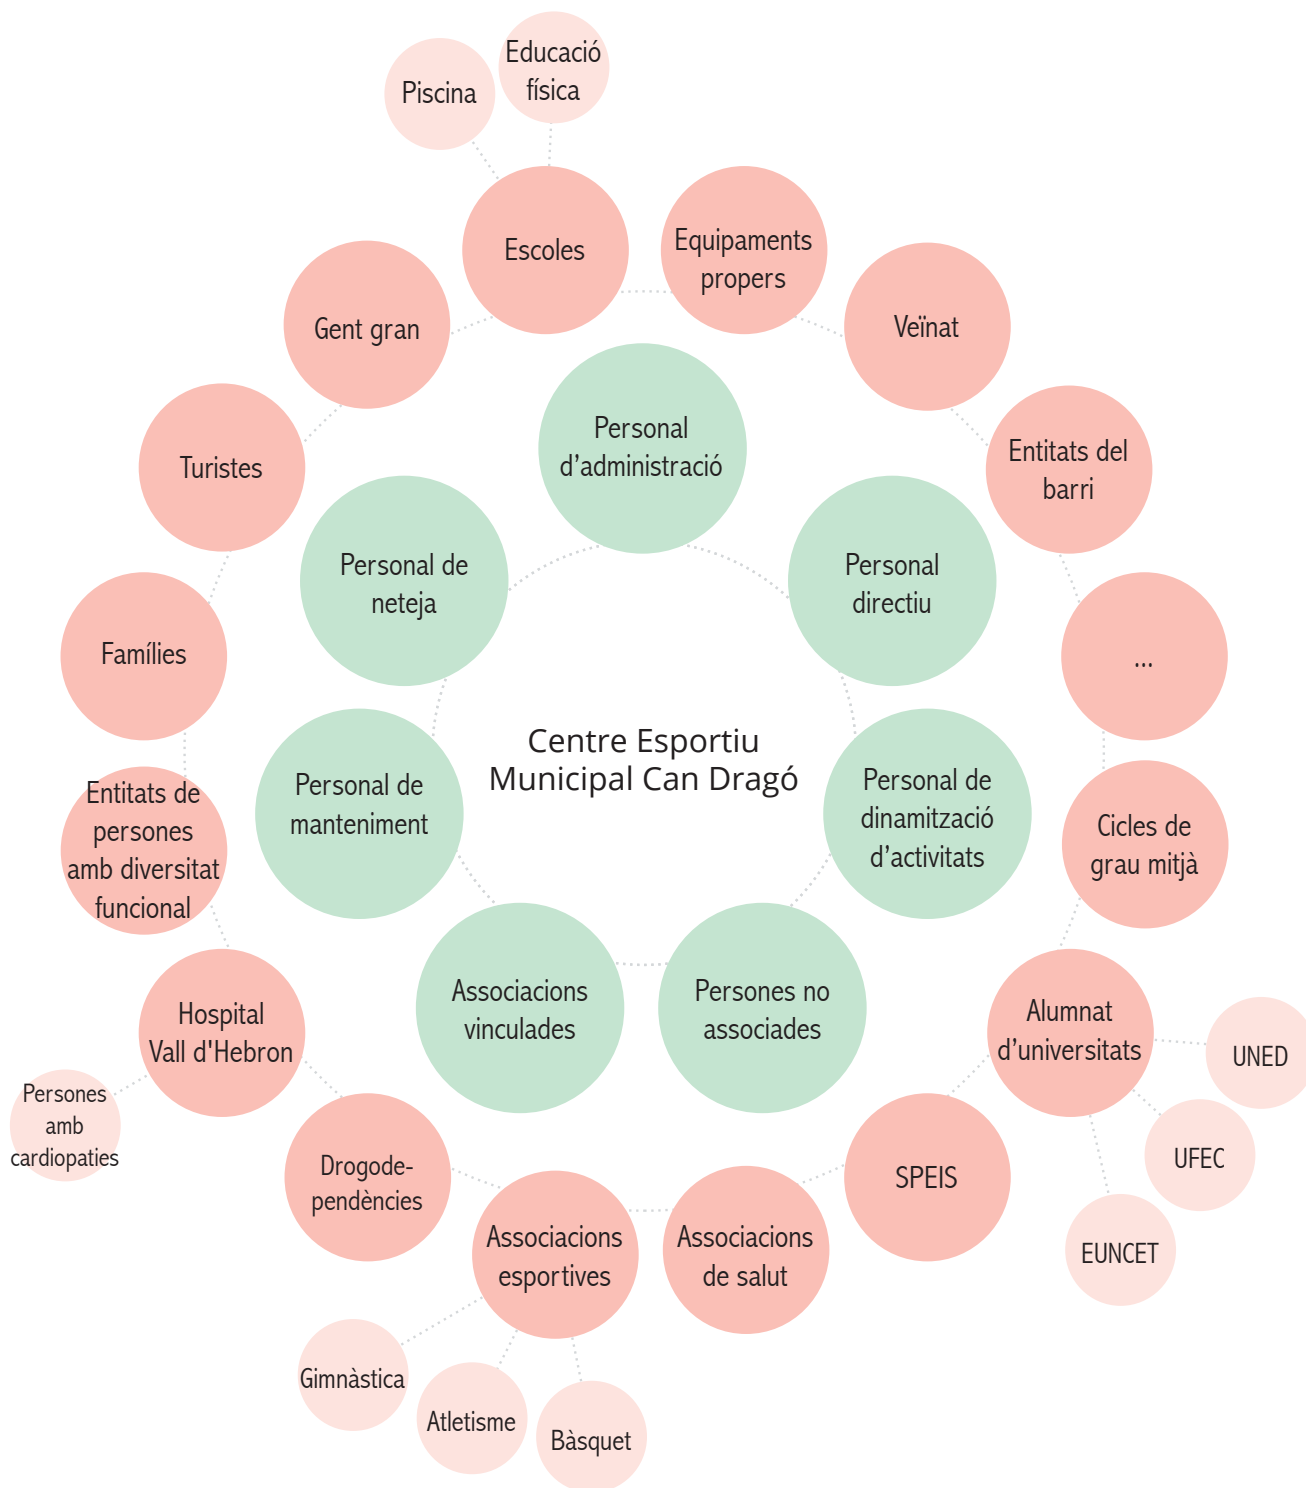 Educació
física
Piscina
Escoles
Equipaments
propers
Gent gran
Veïnat
Turistes
Entitats del
barri
Personal
d’administració
Personal de
neteja
Personal
directiu
Famílies
...
Centre Esportiu
Municipal Can Dragó
Personal de
manteniment
Personal de
dinamització
d’activitats
Entitats de
persones
amb diversitat
funcional
Cicles de
grau mitjà
Associacions
vinculades
Persones no
associades
Hospital
Vall d'Hebron
Alumnat
d’universitats
UNED
Persones
amb
cardiopaties
UFEC
Drogode-
pendències
SPEIS
Associacions
esportives
Associacions
de salut
EUNCET
Gimnàstica
Atletisme
Bàsquet